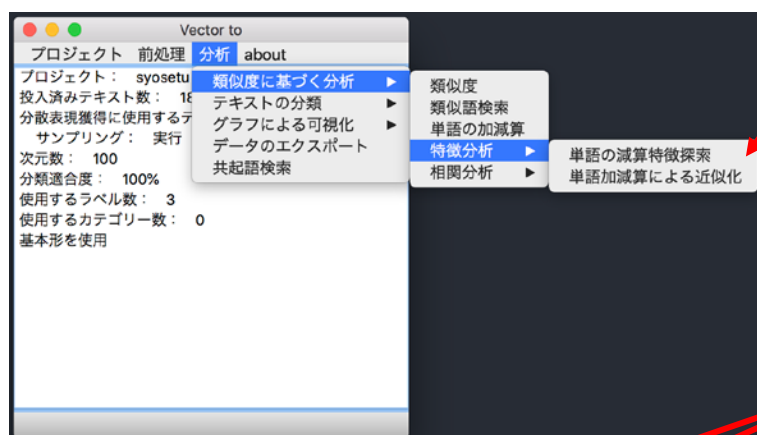 Vector to
プロジェクト 前処理 分析 about
プロジェクト： syosetu
投入済みテキスト数： 18
分散表現獲得に使用するテ
サンプリング： 実行
次元数： 100
分類適合度： 100%
使用するラベル数： 3
使用するカテゴリー数： 0
基本形を使用
類似度に基づく分析 ▶
テキストの分類 ▶
グラフによる可視化 ▶
データのエクスポート
共起語検索
類似度
類似語検索
単語の加減算
特徴分析 ▶
相関分析 ▶
単語の減算特徴探索
単語加減算による近似化